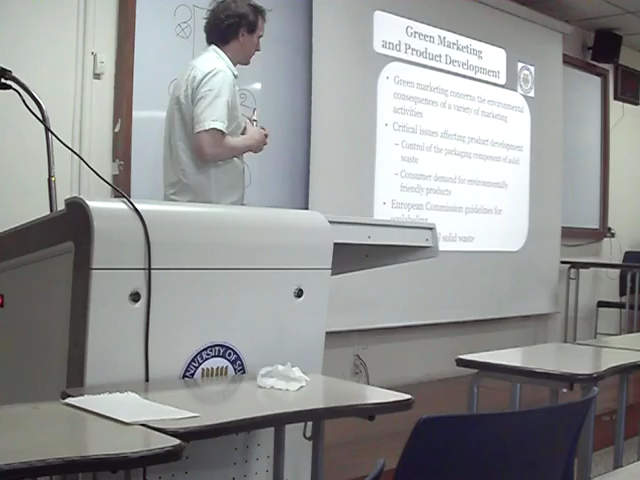 Green Marketing
and Product Development
• Green marketing concerns the environmental
consequences of a variety of marketing
activities
• Critical issues affecting product development
– Control of the packaging component of solid
waste
– Consumer demand for environmentally
friendly products
• European Commission guidelines for
solid waste
UNIVERSITY OF
3
2